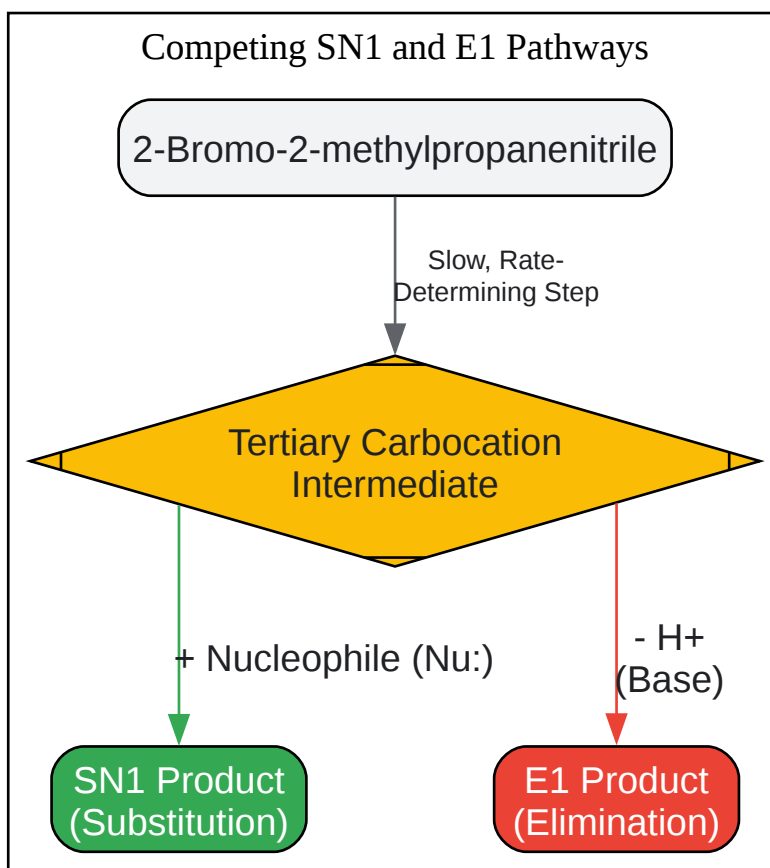 Competing SN1 and E1 Pathways
2-Bromo-2-methylpropanenitrile
Slow, Rate-
Determining Step
Tertiary Carbocation
Intermediate
+ Nucleophile (Nu:)
- H+
(Base)
SN1 Product
(Substitution)
E1 Product
(Elimination)